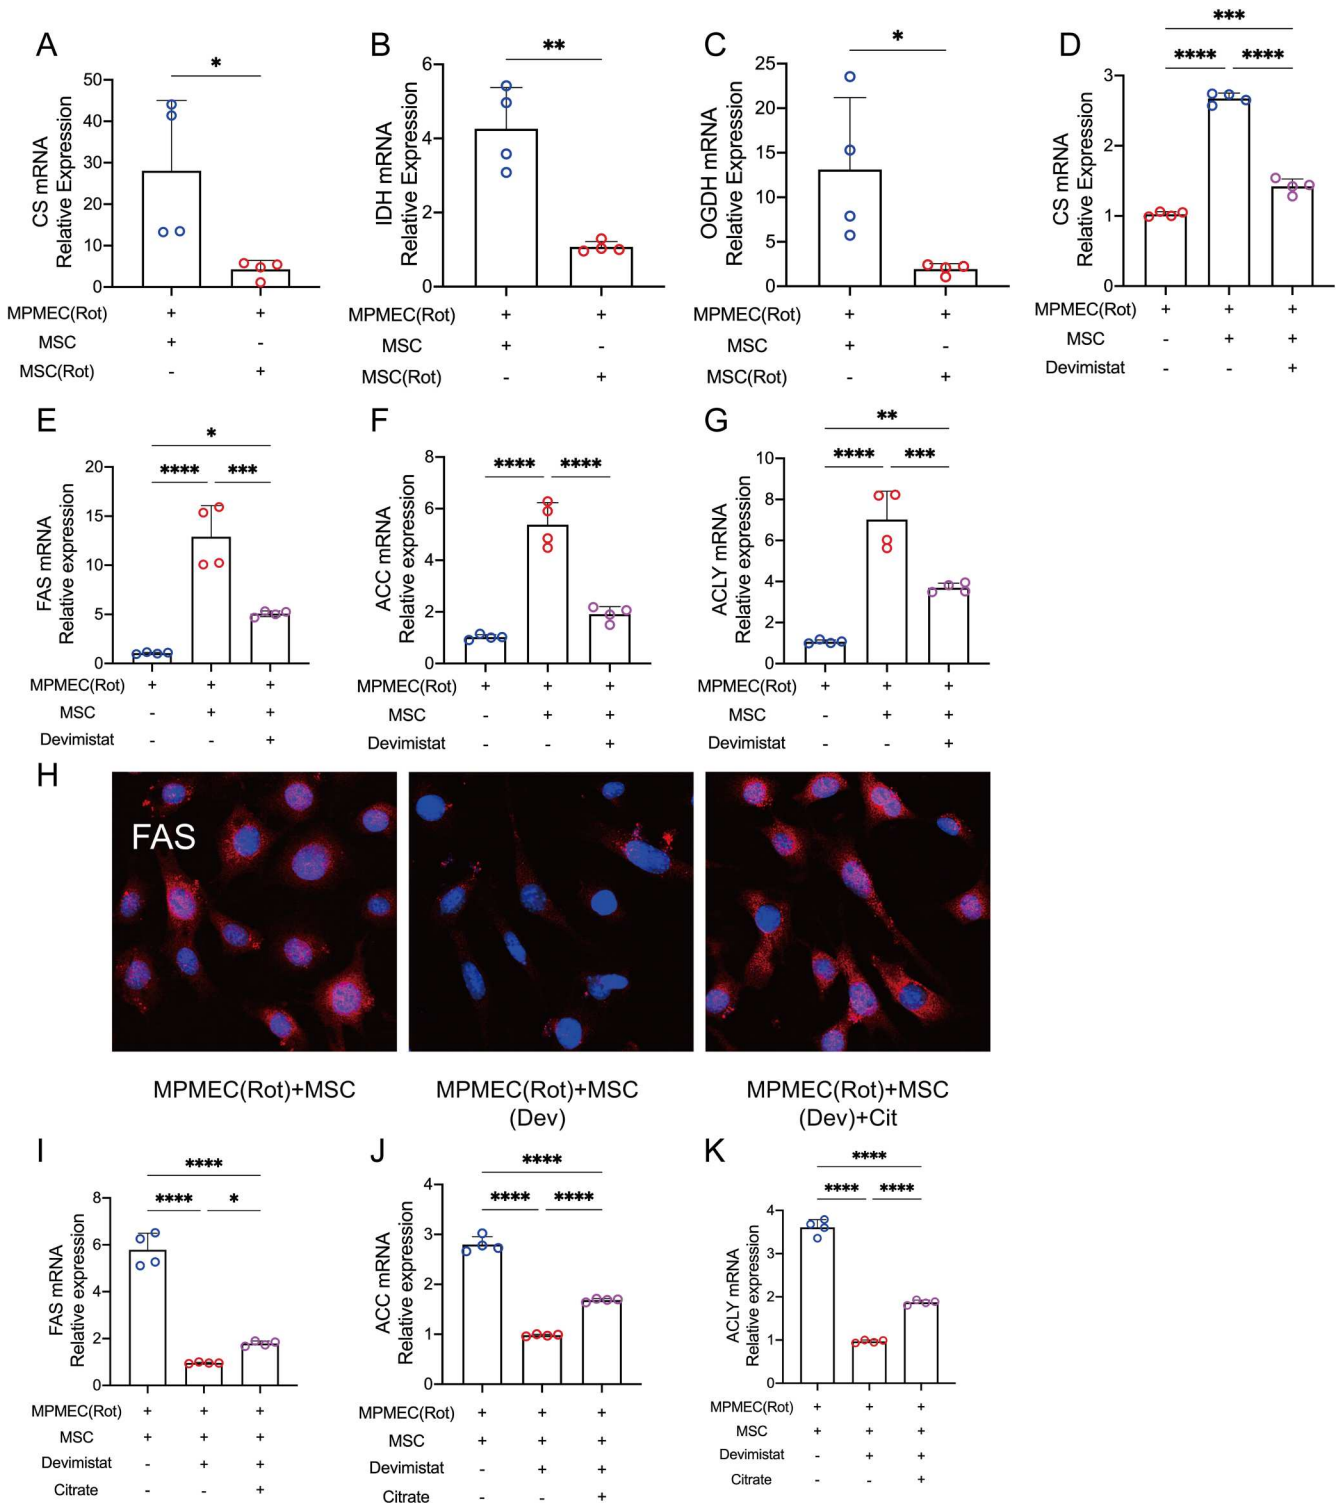 A
*
CS mRNA
Relative Expression
50
40
30
20
10
0
MPMEC(Rot) + +
MSC + -
MSC(Rot) - +
B
**
IDH mRNA
Relative Expression
6
4
2
0
MPMEC(Rot) + +
MSC + -
MSC(Rot) - +
C
*
OGDH mRNA
Relative Expression
25
20
15
10
5
0
MPMEC(Rot) + +
MSC + -
MSC(Rot) - +
D
***
**** ****
CS mRNA
Relative Expression
3
2
1
0
MPMEC(Rot) + + +
MSC - + +
Devimistat - - +
E
*
**** ***
FAS mRNA
Relative expression
20
15
10
5
0
MPMEC(Rot) + + +
MSC - + +
Devimistat - - +
F
**** ****
ACC mRNA
Relative expression
8
6
4
2
0
MPMEC(Rot) + + +
MSC - + +
Devimistat - - +
G
**
**** ***
ACLY mRNA
Relative expression
10
8
6
4
2
0
MPMEC(Rot) + + +
MSC - + +
Devimistat - - +
H
FAS
MPMEC(Rot)+MSC
MPMEC(Rot)+MSC
(Dev)
MPMEC(Rot)+MSC
(Dev)+Cit
I
****
**** *
FAS mRNA
Relative expression
8
6
4
2
0
MPMEC(Rot) + + +
MSC + + +
Devimistat - + +
Citrate - - +
J
****
**** ****
ACC mRNA
Relative expression
4
3
2
1
0
MPMEC(Rot) + + +
MSC + + +
Devimistat - + +
Citrate - - +
K
****
**** ****
ACLY mRNA
Relative expression
4
3
2
1
0
MPMEC(Rot) + + +
MSC + + +
Devimistat - + +
Citrate - - +